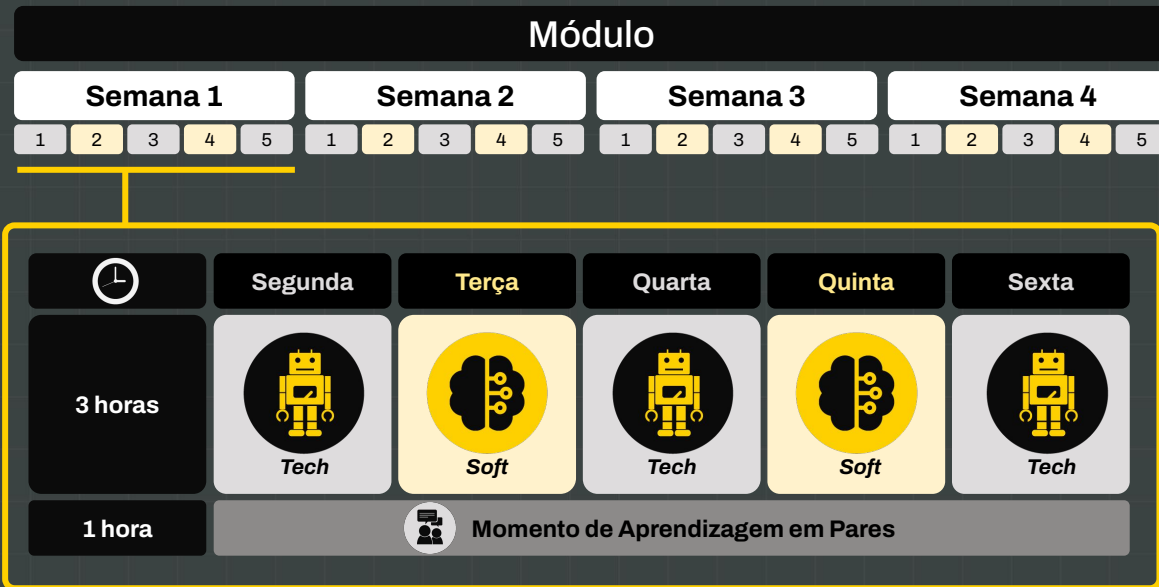 Módulo
Semana 1 Semana 2 Semana 3 Semana 4
1 2 3 4 5 1 2 3 4 5 1 2 3 4 5 1 2 3 4 5
Segunda Terça Quarta Quinta Sexta
3 horas
Tech Soft Tech Soft Tech
1 hora Momento de Aprendizagem em Pares